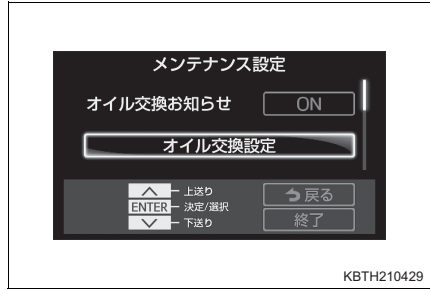 メンテナンス設定
オイル交換お知らせ ON
オイル交換設定
上送り
ENTER 決定/選択
下送り
戻る
終了
KBTH210429